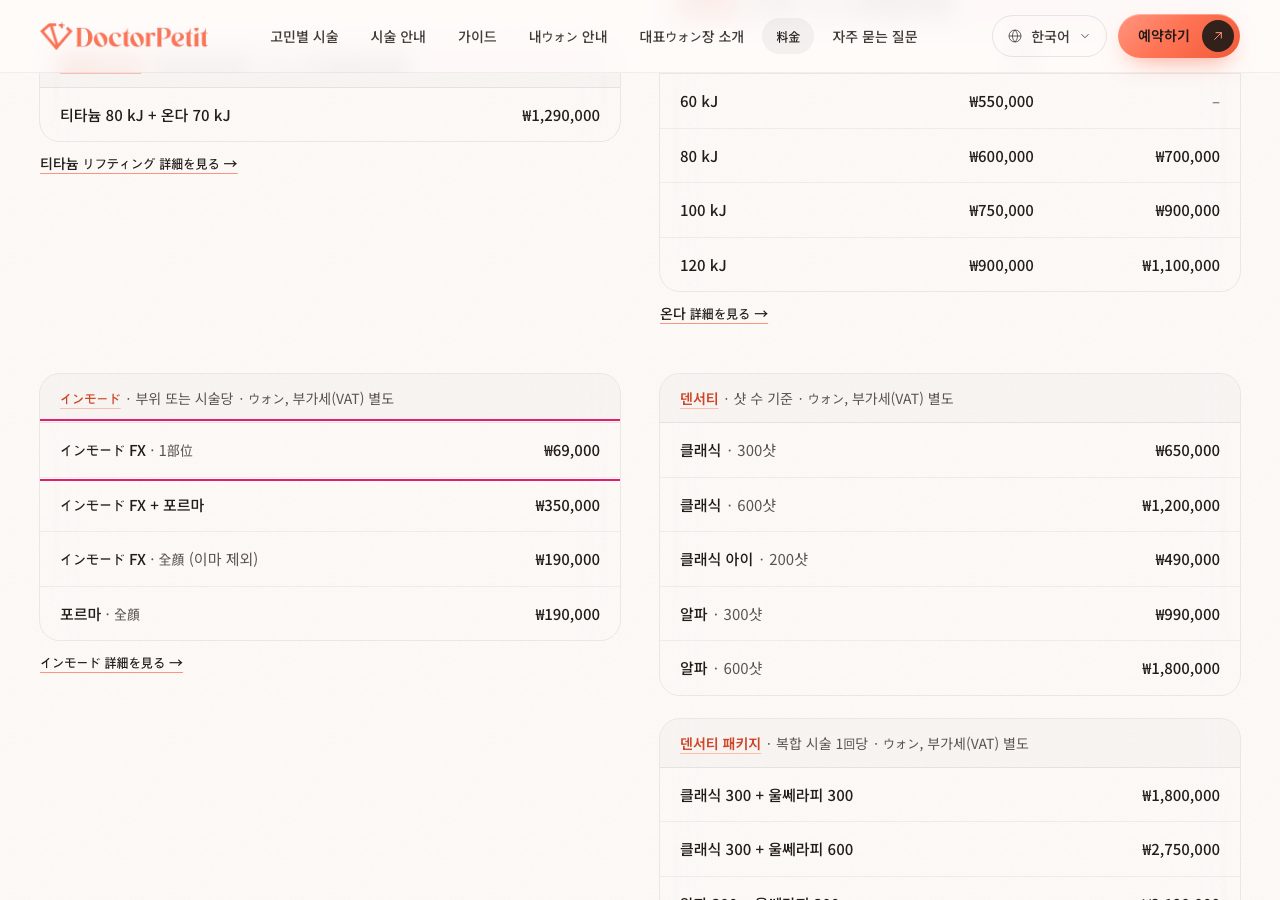 DoctorPetit 고민별 시술 시술 안내 가이드 내ウォン 안내 대표ウォン장 소개 料金 자주 묻는 질문 한국어 예약하기
티타늄 80 kJ + 온다 70 kJ ₩1,290,000
티타늄 リフティング 詳細を見る →
60 kJ ₩550,000 –
80 kJ ₩600,000 ₩700,000
100 kJ ₩750,000 ₩900,000
120 kJ ₩900,000 ₩1,100,000
온다 詳細を見る →
インモード · 부위 또는 시술당 · ウォン, 부가세(VAT) 별도
インモード FX · 1部位 ₩69,000
インモード FX + 포르마 ₩350,000
インモード FX · 全顔 (이마 제외) ₩190,000
포르마 · 全顔 ₩190,000
インモード 詳細を見る →
덴서티 · 샷 수 기준 · ウォン, 부가세(VAT) 별도
클래식 · 300샷 ₩650,000
클래식 · 600샷 ₩1,200,000
클래식 아이 · 200샷 ₩490,000
알파 · 300샷 ₩990,000
알파 · 600샷 ₩1,800,000
덴서티 패키지 · 복합 시술 1回당 · ウォン, 부가세(VAT) 별도
클래식 300 + 울쎄라피 300 ₩1,800,000
클래식 300 + 울쎄라피 600 ₩2,750,000